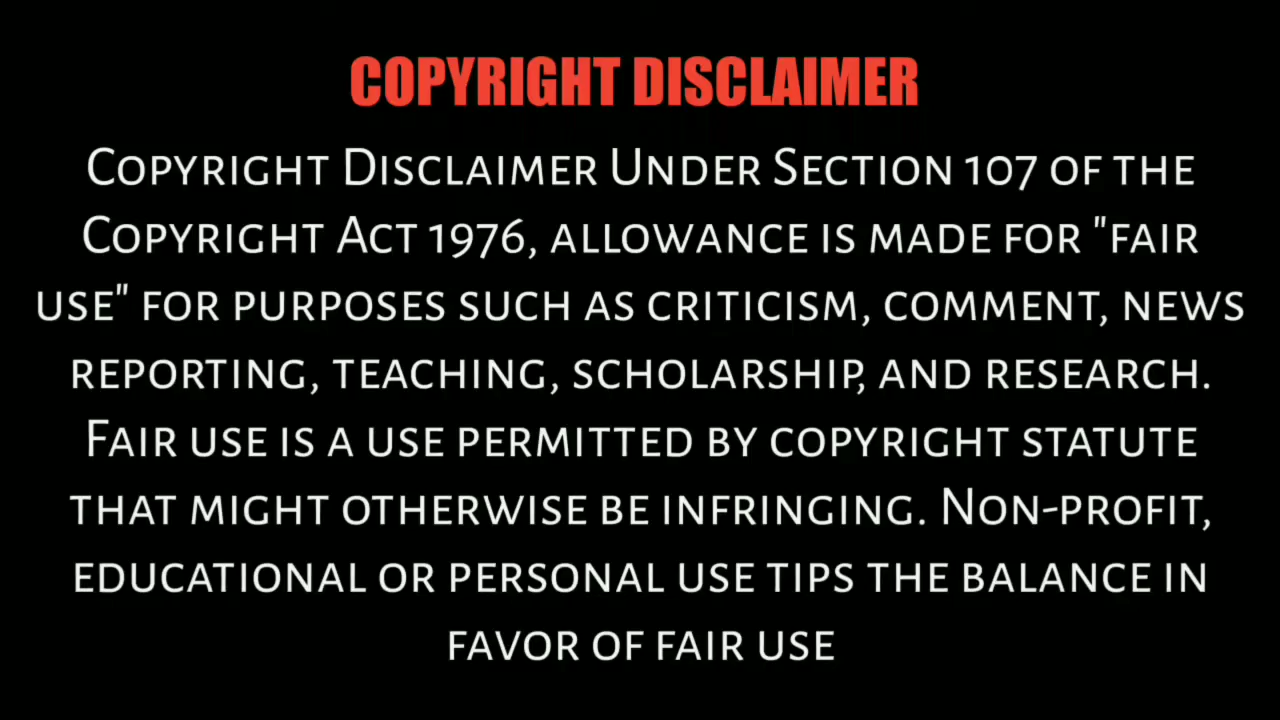 COPYRIGHT DISCLAIMER
Copyright Disclaimer Under Section 107 of the
Copyright Act 1976, allowance is made for "fair
use" for purposes such as criticism, comment, news
reporting, teaching, scholarship, and research.
Fair use is a use permitted by copyright statute
that might otherwise be infringing. Non-profit,
educational or personal use tips the balance in
favor of fair use